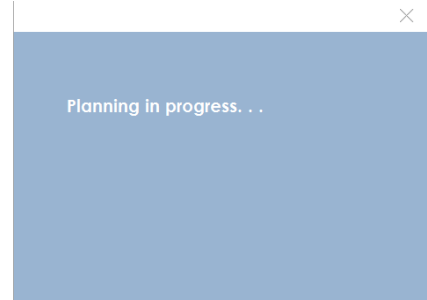 Planning in progress. . .